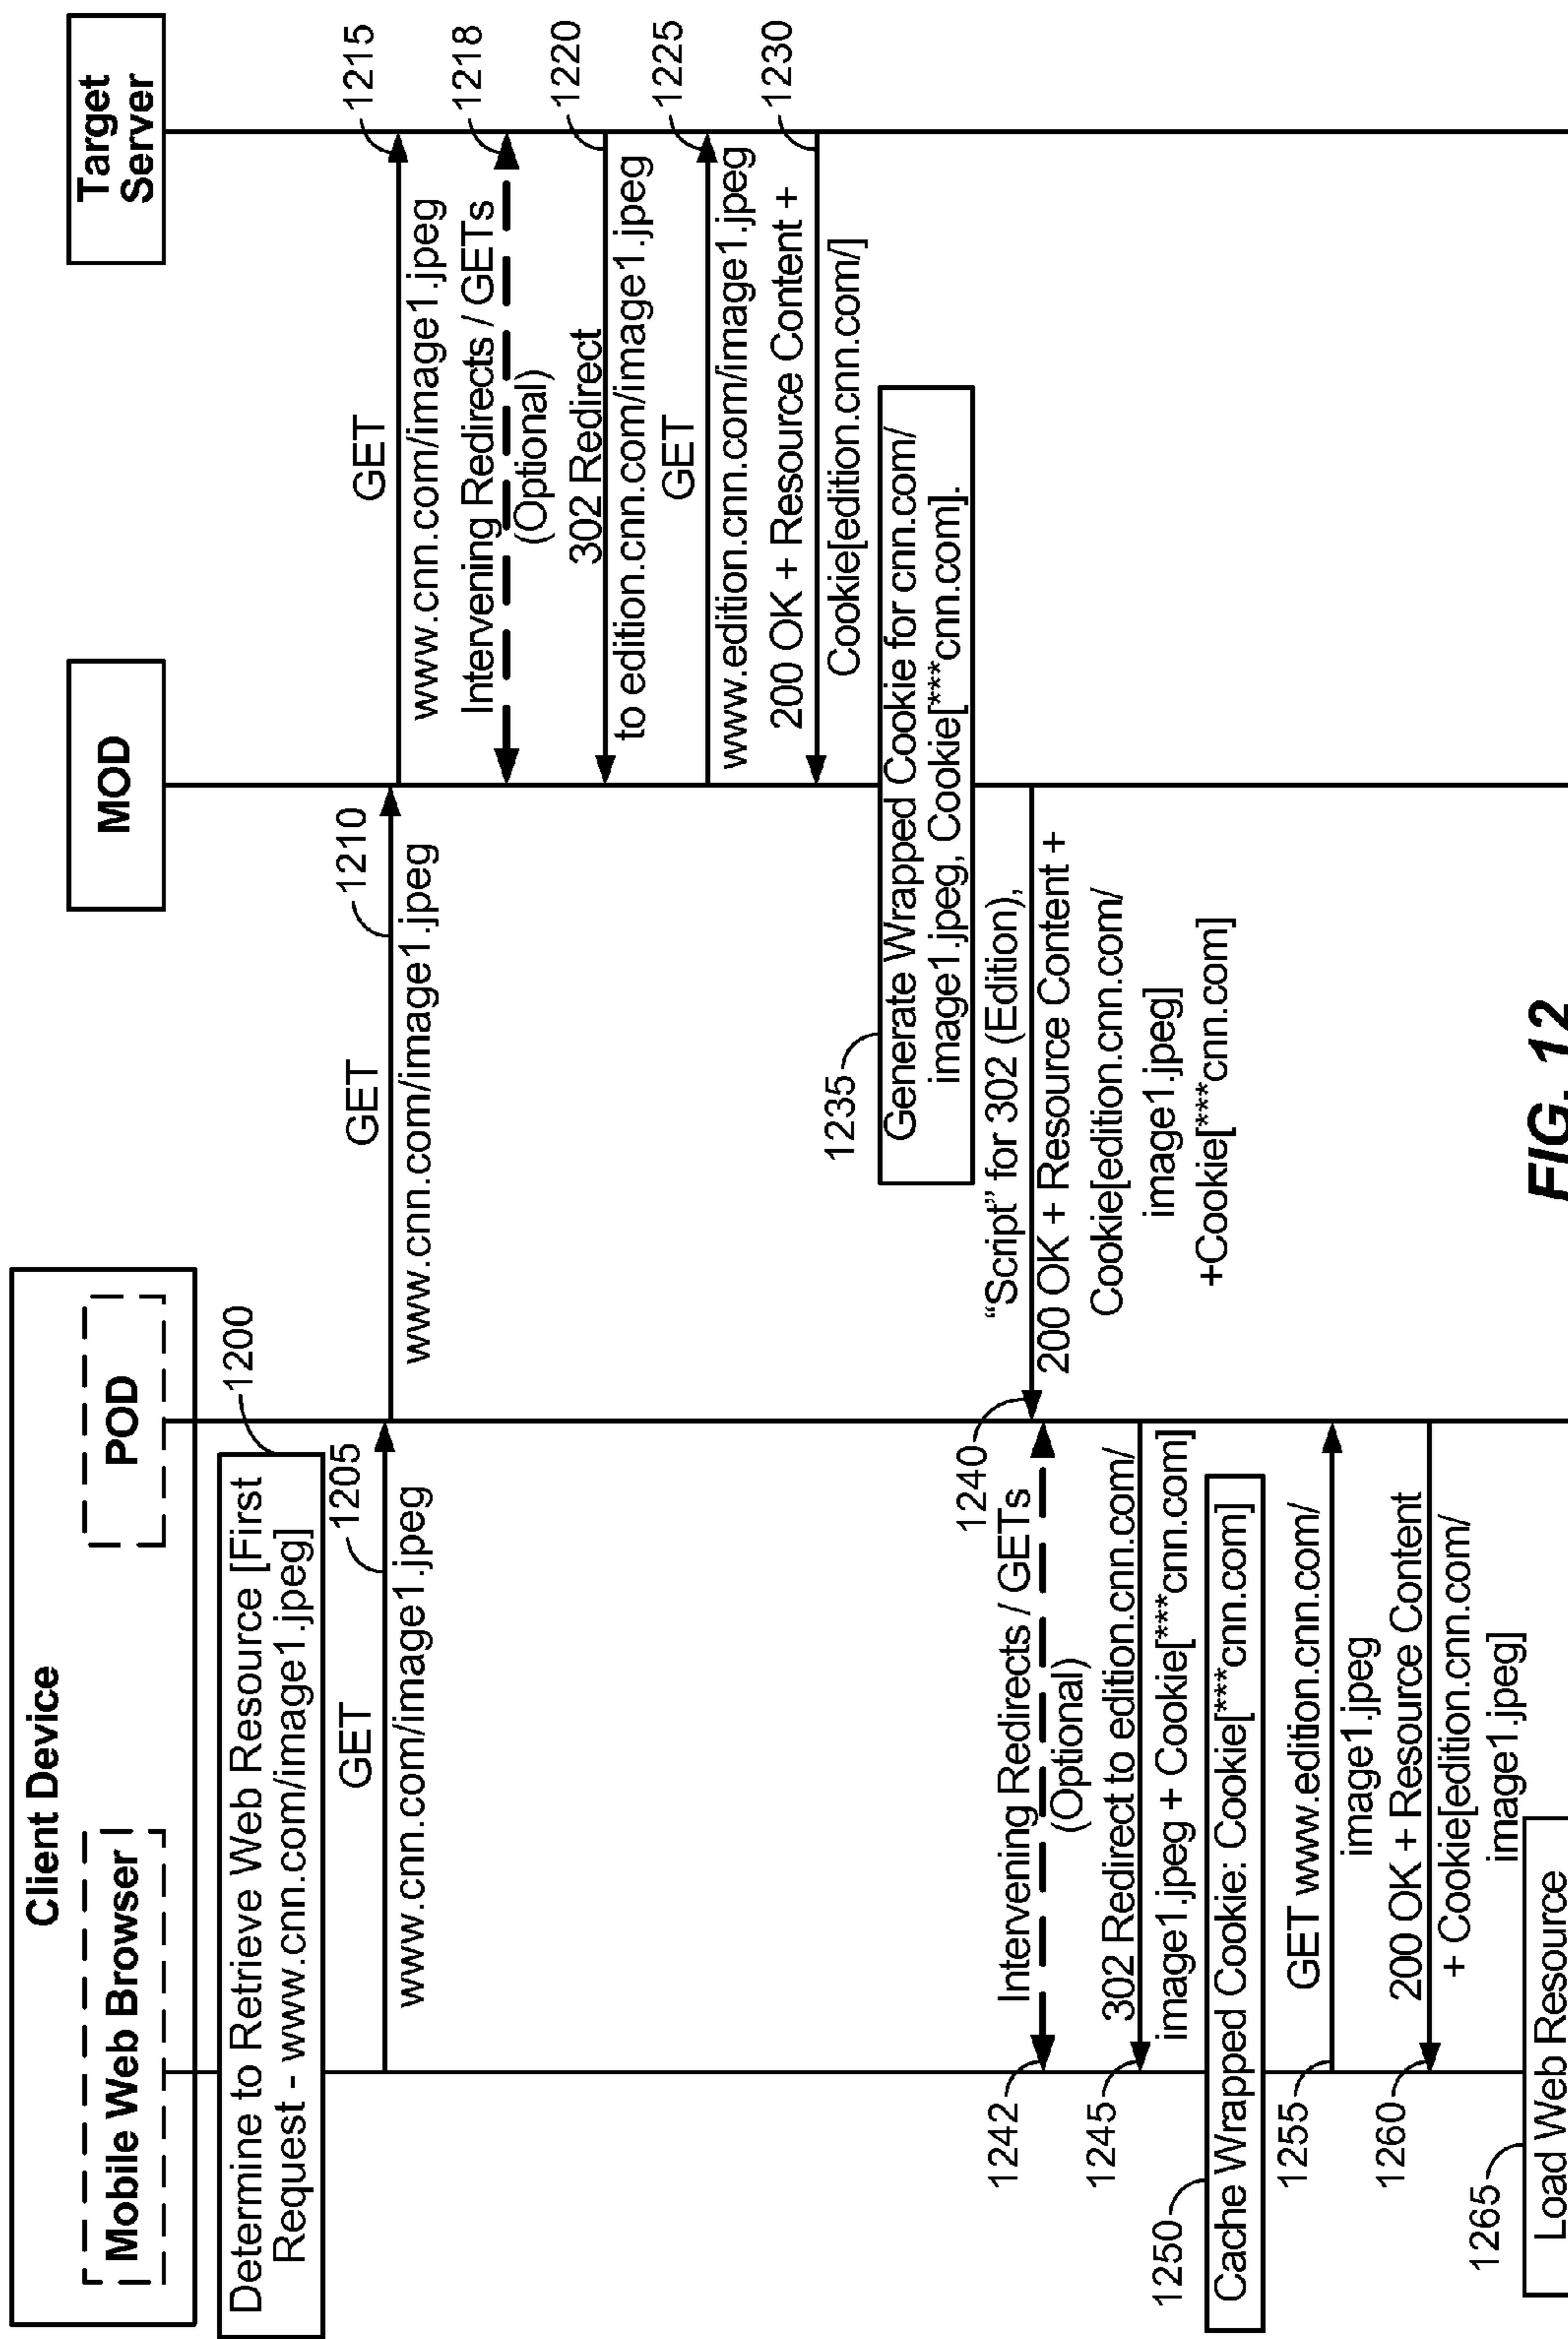 Client Device
Mobile Web Browser
POD
MOD
Target
Server
Determine to Retrieve Web Resource [First
Request - www.cnn.com/image1.jpeg]
1200
GET
1205
www.cnn.com/image1.jpeg
GET
1210
www.cnn.com/image1.jpeg
GET
1215
www.cnn.com/image1.jpeg
Intervening Redirects / GETs
1218
(Optional)
302 Redirect
1220
to edition.cnn.com/image1.jpeg
GET
1225
www.edition.cnn.com/image1.jpeg
200 OK + Resource Content +
1230
Cookie[edition.cnn.com/]
1235
Generate Wrapped Cookie for cnn.com/
image1.jpeg, Cookie[***cnn.com].
"Script" for 302 (Edition),
1240
200 OK + Resource Content +
Cookie[edition.cnn.com/
image1.jpeg]
+Cookie[***cnn.com]
Intervening Redirects / GETs
1242
(Optional)
302 Redirect to edition.cnn.com/
1245
image1.jpeg + Cookie[***cnn.com]
1250
Cache Wrapped Cookie: Cookie[***cnn.com]
GET www.edition.cnn.com/
1255
image1.jpeg
200 OK + Resource Content
1260
+ Cookie[edition.cnn.com/
image1.jpeg]
1265
Load Web Resource
FIG. 12